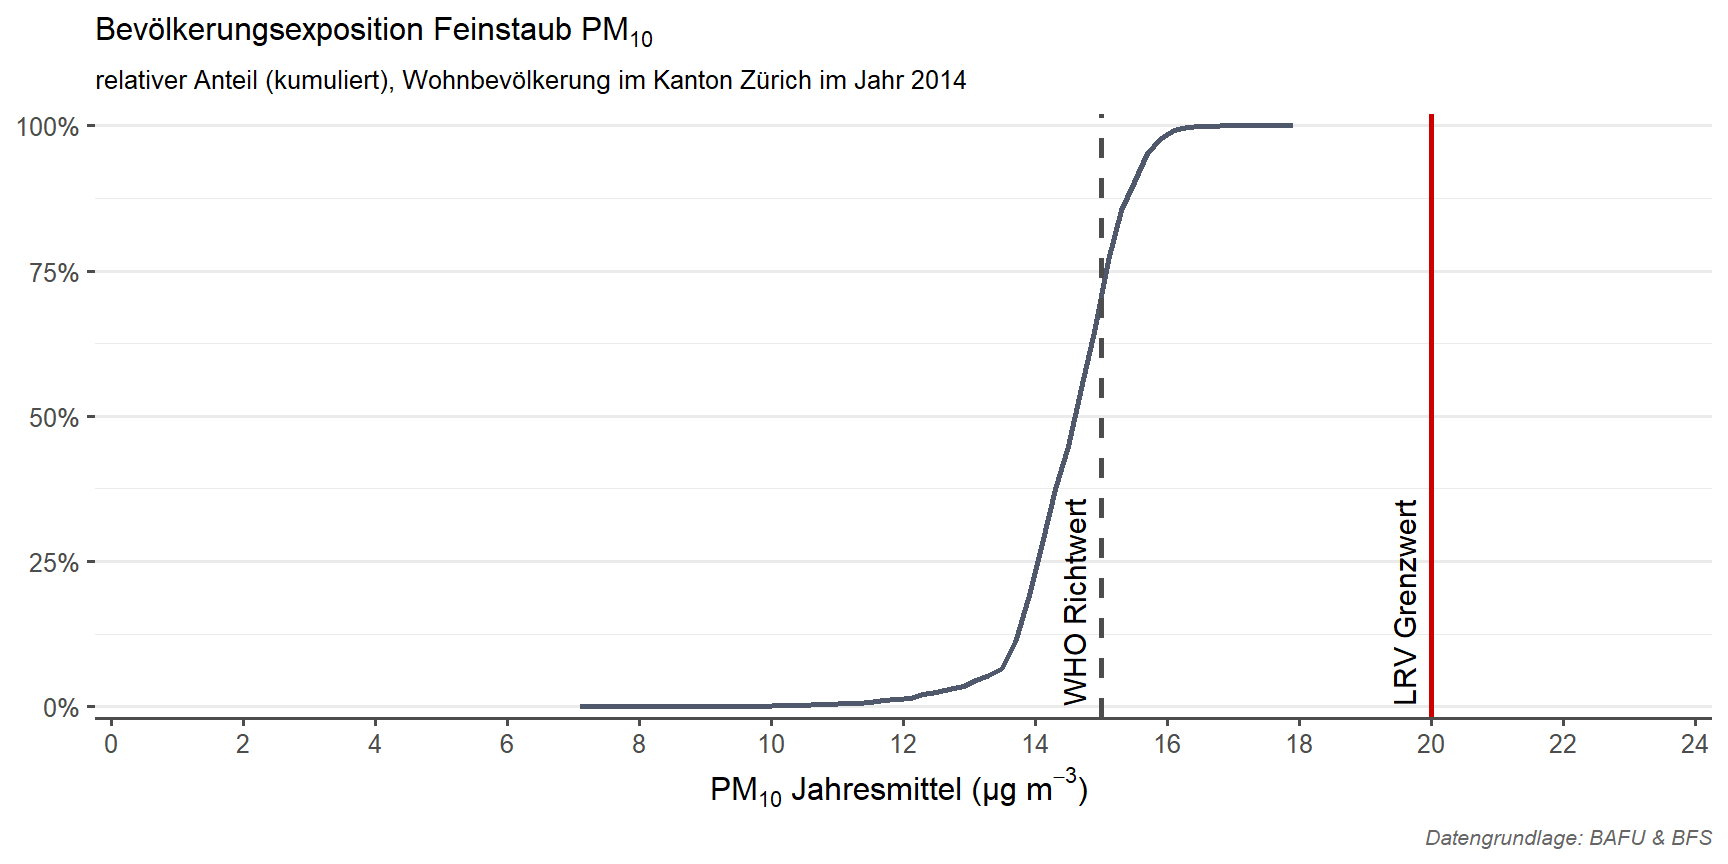 Bevölkerungsexposition Feinstaub PM₁₀
relativer Anteil (kumuliert), Wohnbevölkerung im Kanton Zürich im Jahr 2014
100%
75%
50%
25%
0%
WHO Richtwert
LRV Grenzwert
0 2 4 6 8 10 12 14 16 18 20 22 24
PM₁₀ Jahresmittel (µg m⁻³)
Datengrundlage: BAFU & BFS